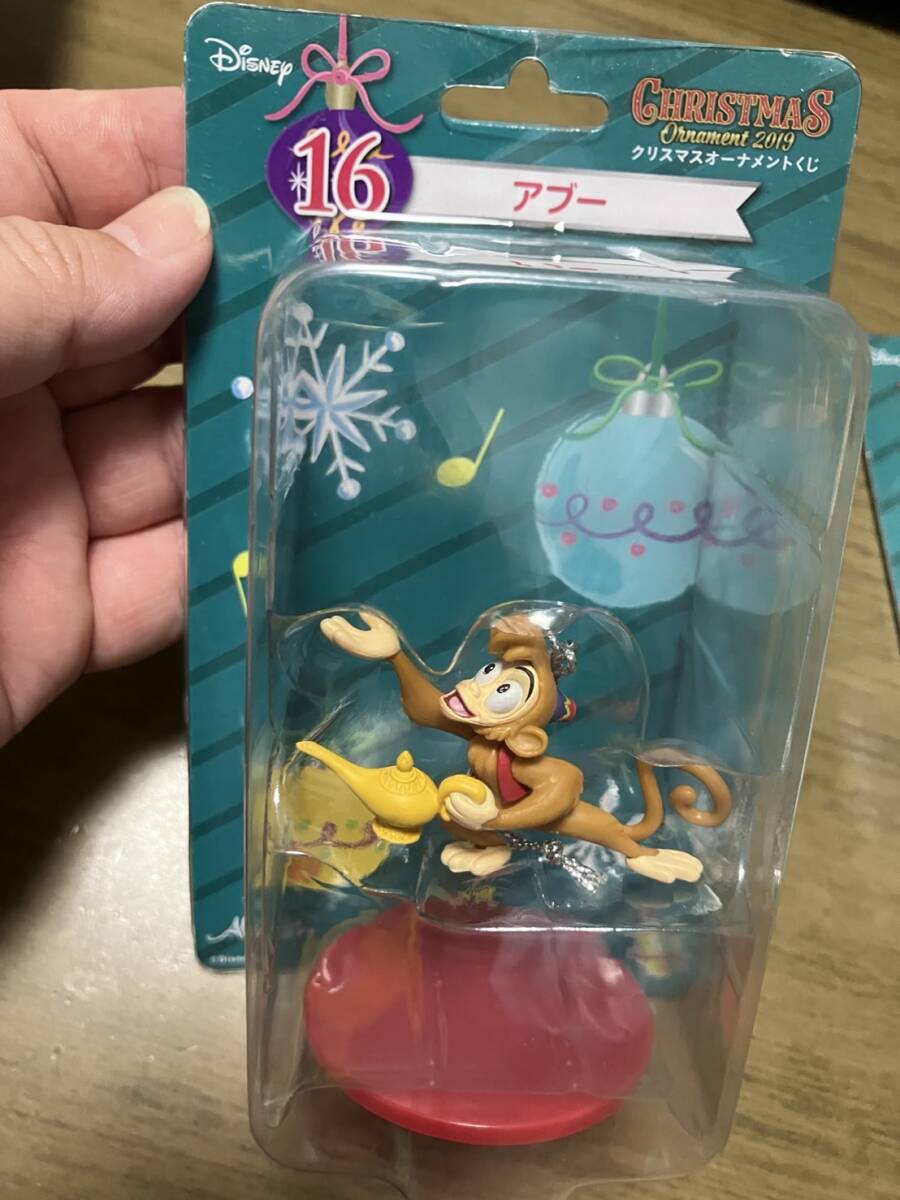 Disney
16
アブー
CHRISTMAS
Ornament 2019
クリスマスオーナメントくじ